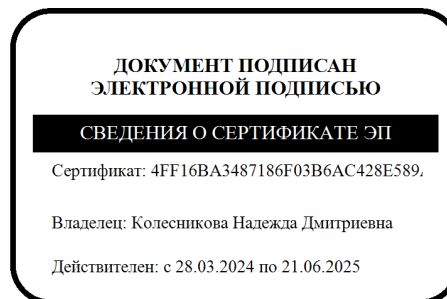 ДОКУМЕНТ ПОДПИСАН
ЭЛЕКТРОННОЙ ПОДПИСЬЮ
СВЕДЕНИЯ О СЕРТИФИКАТЕ ЭП
Сертификат: 4FF16BA3487186F03B6AC428E589
Владелец: Колесникова Надежда Дмитриевна
Действителен: с 28.03.2024 по 21.06.2025